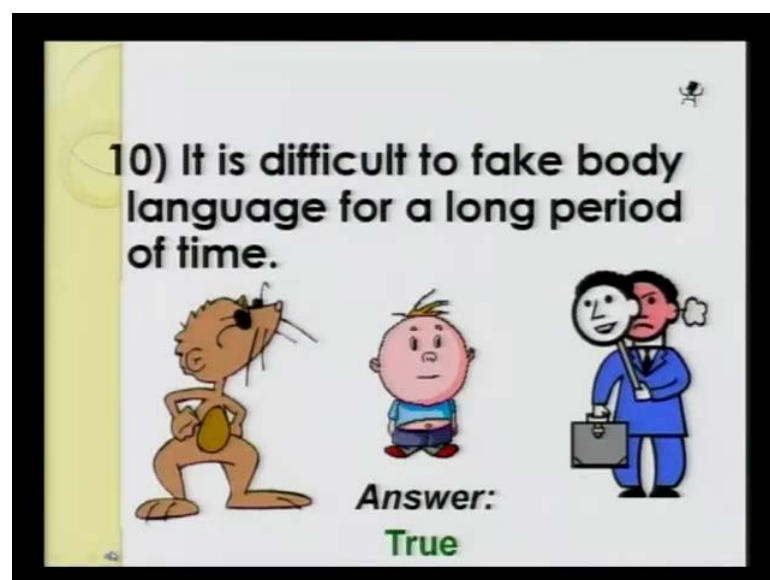 10) It is difficult to fake body
language for a long period
of time.
Answer:
True